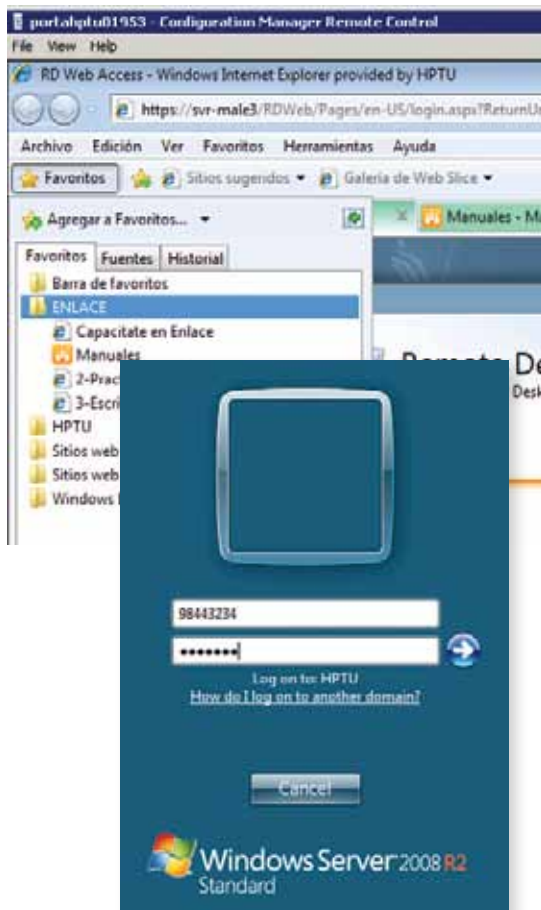 portalhptu01953 - Configuration Manager Remote Control
File View Help
RD Web Access - Windows Internet Explorer provided by HPTU
https://svr-male3/RDWeb/Pages/en-US/login.aspx?ReturnU
Archivo Edición Ver Favoritos Herramientas Ayuda
Favoritos Sitios sugeridos Galería de Web Slice
Agregar a Favoritos...
Manuales - M
Favoritos Fuentes Historial
Barra de favoritos
ENLACE
Capacitate en Enlace
Manuales
Remote De
2-Prac
Desk
3-Escri
HPTU
Sitios web
Sitios web
Windows
98443234
Log on to: HPTU
How do I log on to another domain?
Cancel
Windows Server 2008 R2
Standard